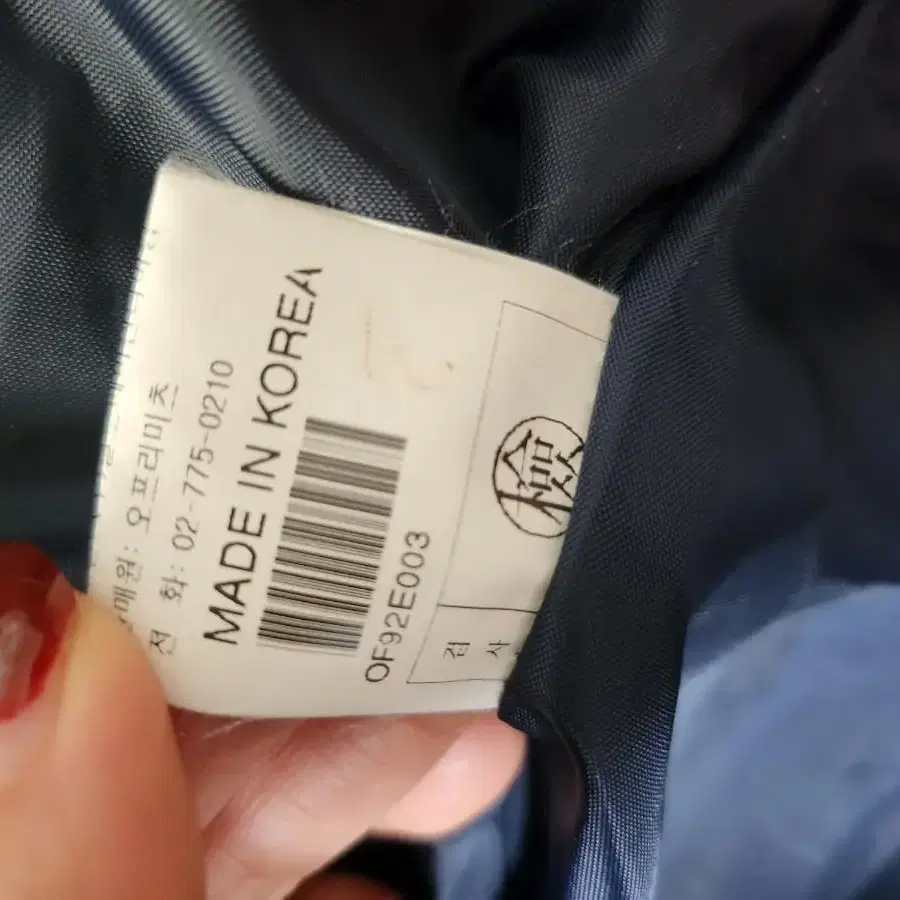 판매원: 오프리미츠
전 화: 02-775-0210
MADE IN KOREA
OF92E003
檢
검 사